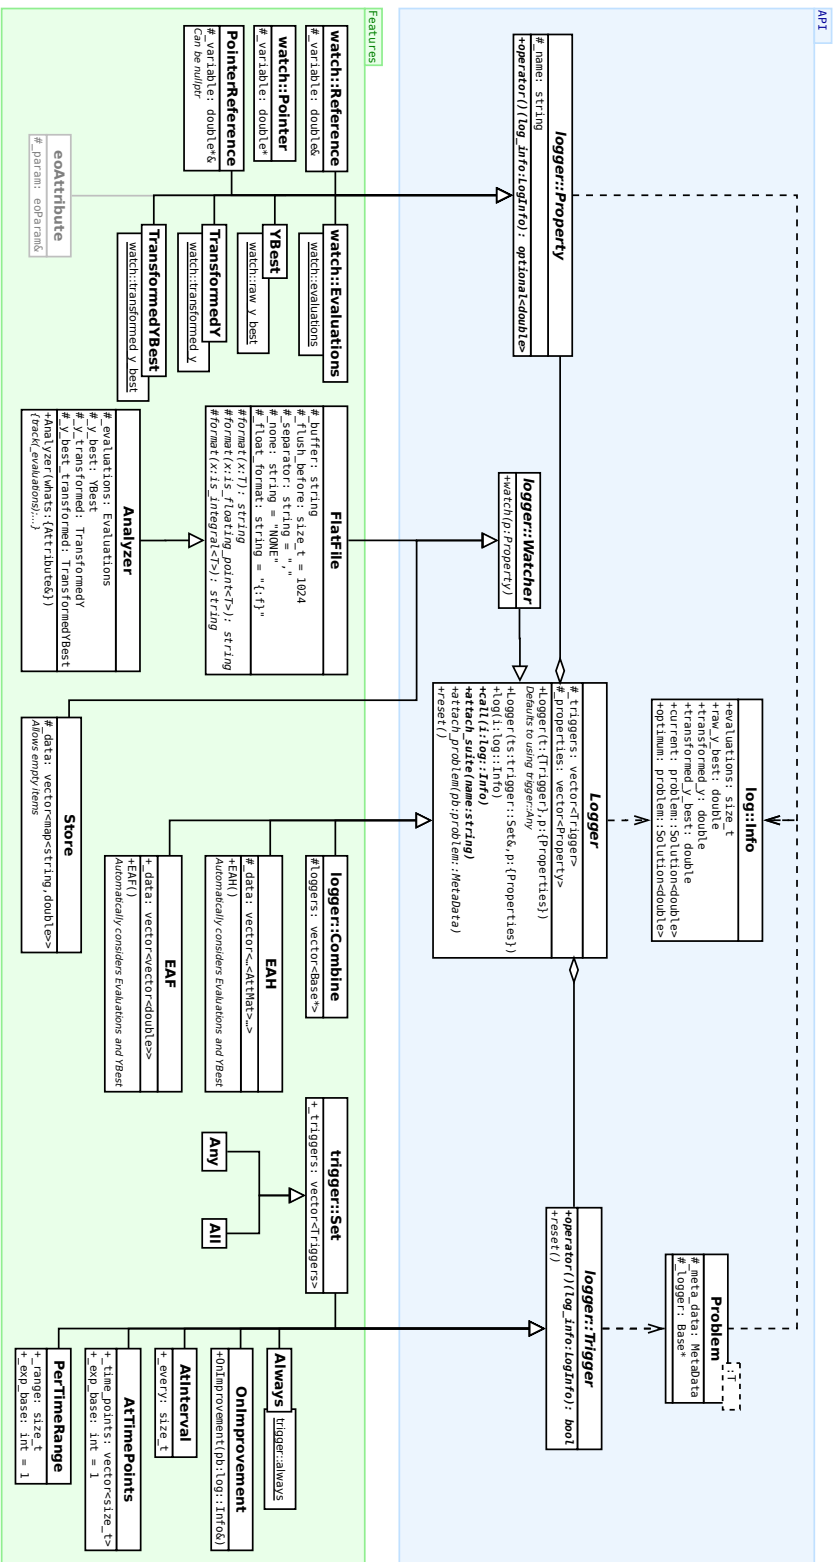 API
log::Info
+evaluations: size_t
+raw_y_best: double
+transformed_y: double
+transformed_y_best: double
+current: problem::Solution<double>
+optimum: problem::Solution<double>
Problem
:T
#_meta_data: MetaData
#_logger: Base*
logger::Property
#_name: string
+operator()(log_info:LogInfo): optional<double>
logger::Watcher
+watch(p:Property)
Logger
#_triggers: vector<Trigger>
#_properties: vector<Property>
+Logger(t:{Trigger},p:{Properties})
Defaults to using trigger::Any
+Logger(ts:trigger::Set&,p:{Properties})
+log(i:log::Info)
+call(i:log::Info)
+attach_suite(name:string)
+attach_problem(pb:problem::MetaData)
+reset()
logger::Trigger
+operator()(log_info:LogInfo): bool
+reset()
Features
watch::Reference
#_variable: double&
watch::Pointer
#_variable: double*
PointerReference
#_variable: double*&
Can be nullptr
eoAttribute
#_param: eoParam&
watch::Evaluations
watch::evaluations
YBest
watch::raw_y_best
TransformedY
watch::transformed_y
TransformedYBest
watch::transformed_y_best
FlatFile
#_buffer: string
#_flush_before: size_t = 1024
#_separator: string = ","
#_none: string = "NONE"
#_float_format: string = "{:f}"
#format(x:T): string
#format(x:is_floating_point<T>): string
#format(x:is_integral<T>): string
Analyzer
#_evaluations: Evaluations
#_y_best: YBest
#_y_transformed: TransformedY
#_y_best_transformed: TransformedYBest
+Analyzer(whats:{Attribute&})
{track(_evaluations);...}
Store
#_data: vector<map<string,double>>
Allows empty items
logger::Combine
#loggers: vector<Base*>
EAH
#_data: vector<…<AttMat>…>
+EAH()
Automatically considers Evaluations and YBest
EAF
+_data: vector<vector<double>>
+EAF()
Automatically considers Evaluations and YBest
trigger::Set
+_triggers: vector<Triggers>
Any
All
Always
trigger::always
OnImprovement
+OnImprovement(pb:log::Info&)
AtInterval
+_every: size_t
AtTimePoints
+_time_points: vector<size_t>
+_exp_base: int = 1
PerTimeRange
+_range: size_t
+_exp_base: int = 1